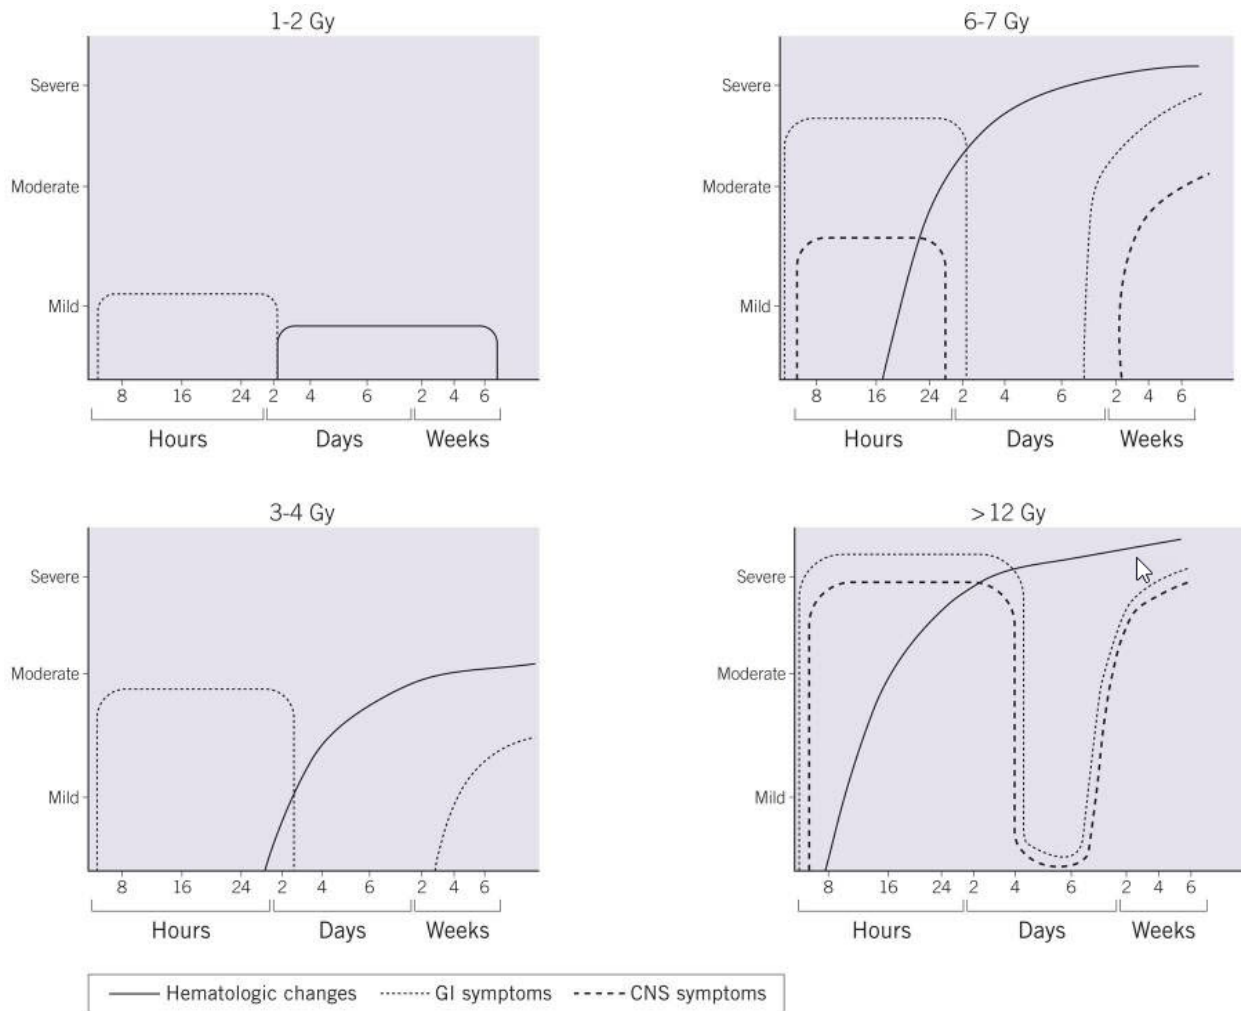 1-2 Gy
Severe
Moderate
Mild
8 16 24 2 4 6 2 4 6
Hours Days Weeks
6-7 Gy
Severe
Moderate
Mild
8 16 24 2 4 6 2 4 6
Hours Days Weeks
3-4 Gy
Severe
Moderate
Mild
8 16 24 2 4 6 2 4 6
Hours Days Weeks
>12 Gy
Severe
Moderate
Mild
8 16 24 2 4 6 2 4 6
Hours Days Weeks
Hematologic changes GI symptoms CNS symptoms